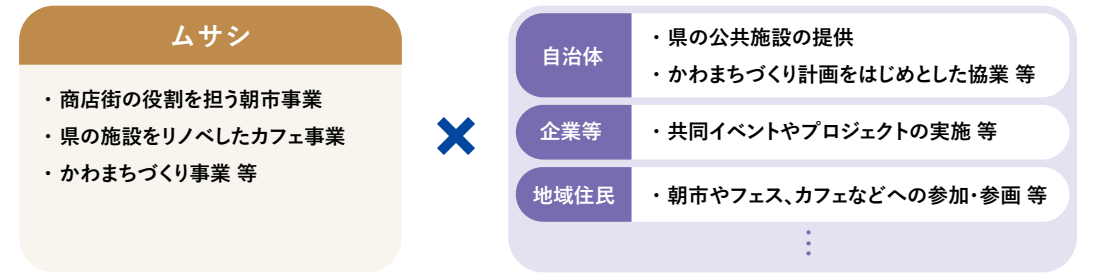 ムサシ
・商店街の役割を担う朝市事業
・県の施設をリノベしたカフェ事業
・かわまちづくり事業 等
×
自治体
・県の公共施設の提供
・かわまちづくり計画をはじめとした協業 等
企業等
・共同イベントやプロジェクトの実施 等
地域住民
・朝市やフェス、カフェなどへの参加・参画 等
⋮